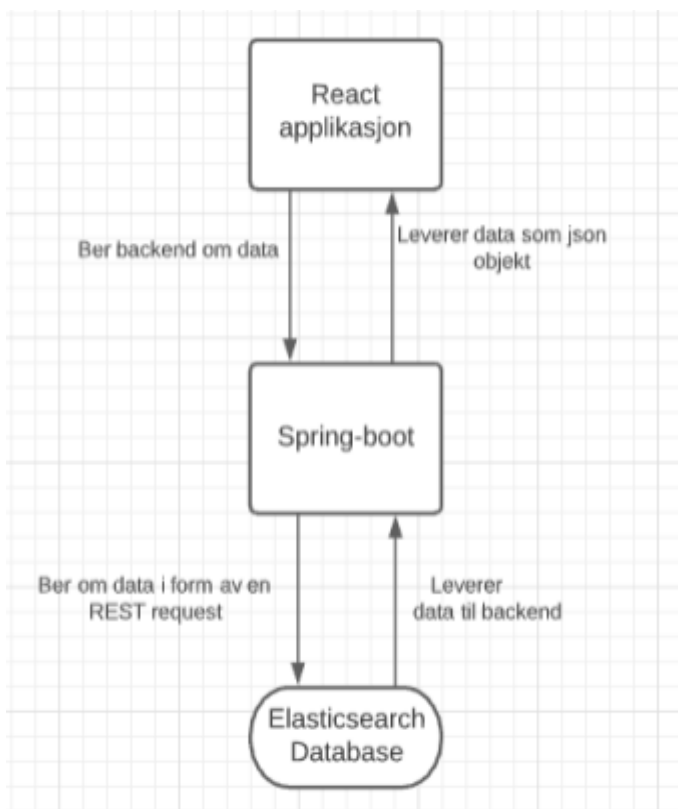 React
applikasjon
Ber backend om data
Leverer data som json
objekt
Spring-boot
Ber om data i form av en
REST request
Leverer
data til backend
Elasticsearch
Database